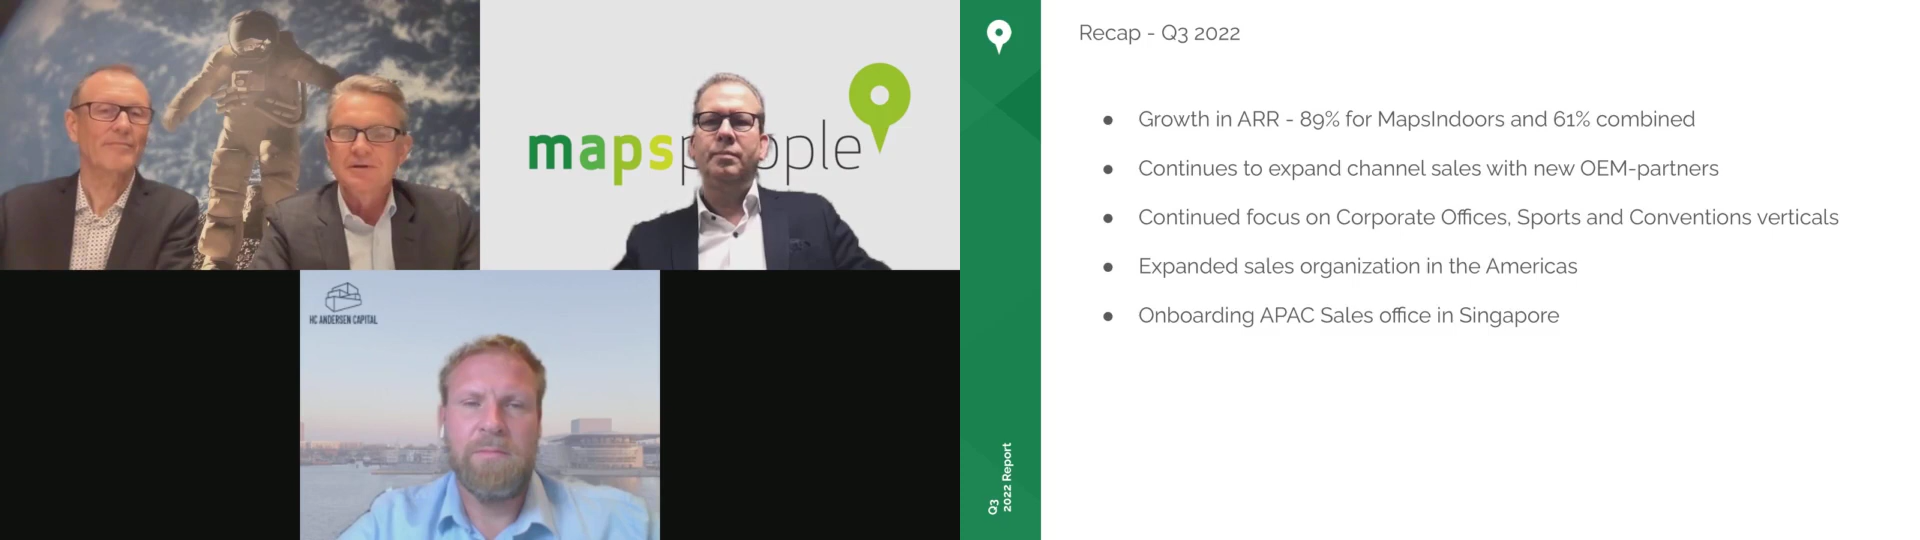 mapspeople
HC ANDERSEN CAPITAL
Q3
2022 Report
Recap - Q3 2022
● Growth in ARR - 89% for MapsIndoors and 61% combined
● Continues to expand channel sales with new OEM-partners
● Continued focus on Corporate Offices, Sports and Conventions verticals
● Expanded sales organization in the Americas
● Onboarding APAC Sales office in Singapore